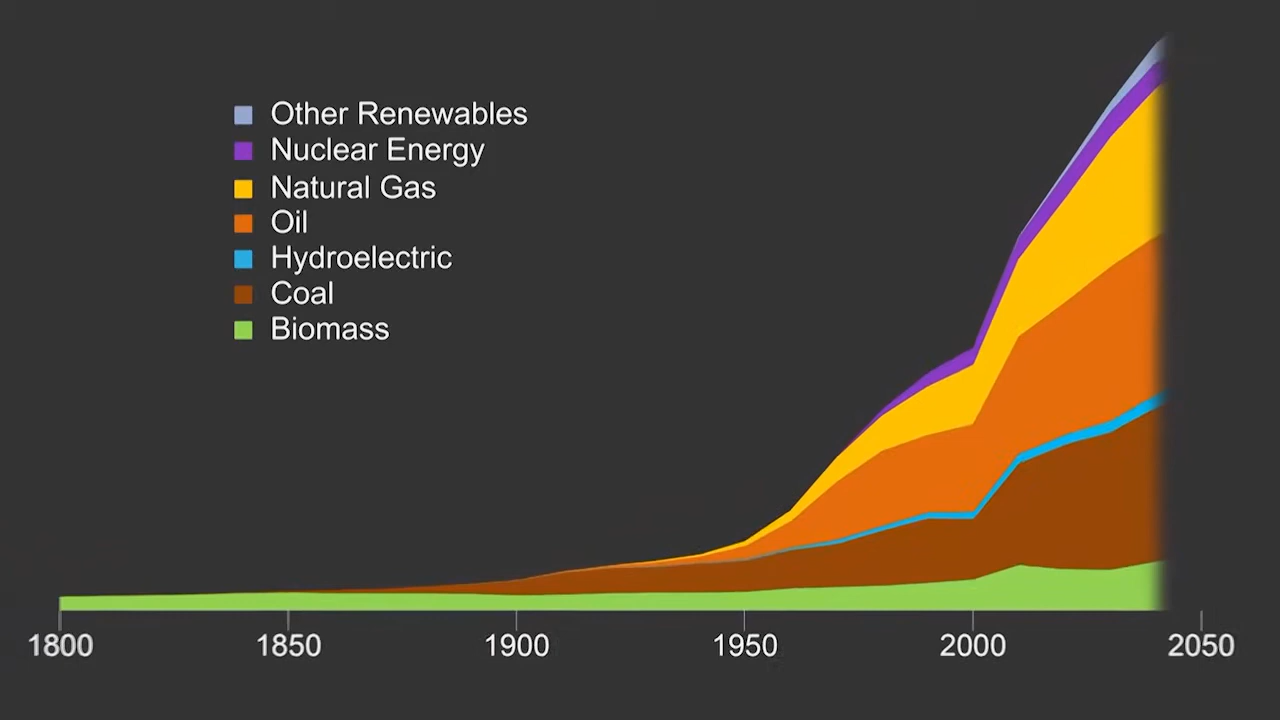 Other Renewables
Nuclear Energy
Natural Gas
Oil
Hydroelectric
Coal
Biomass
1800 1850 1900 1950 2000 2050